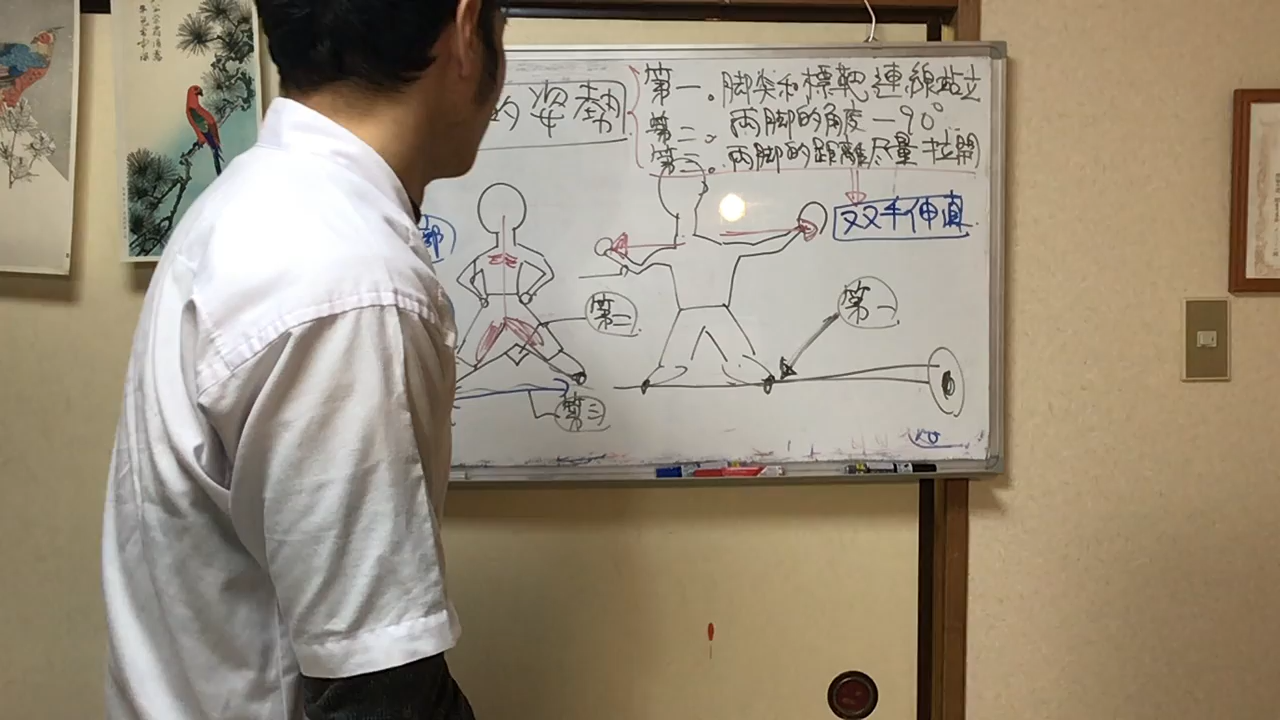 的姿勢
第一。脚尖和標靶連線站立
第二。両脚的角度一90°
第三。両脚的距離尽量拉開
双手伸直
第二
第一
第三